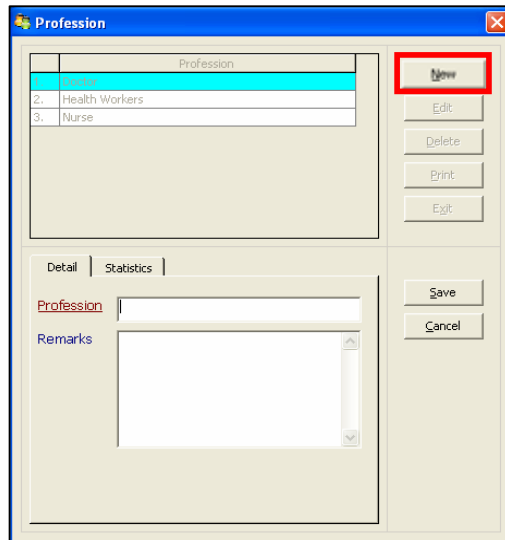 Profession
Profession
1. Doctor
2. Health Workers
3. Nurse
New
Edit
Delete
Print
Exit
Detail
Statistics
Profession
Remarks
Save
Cancel